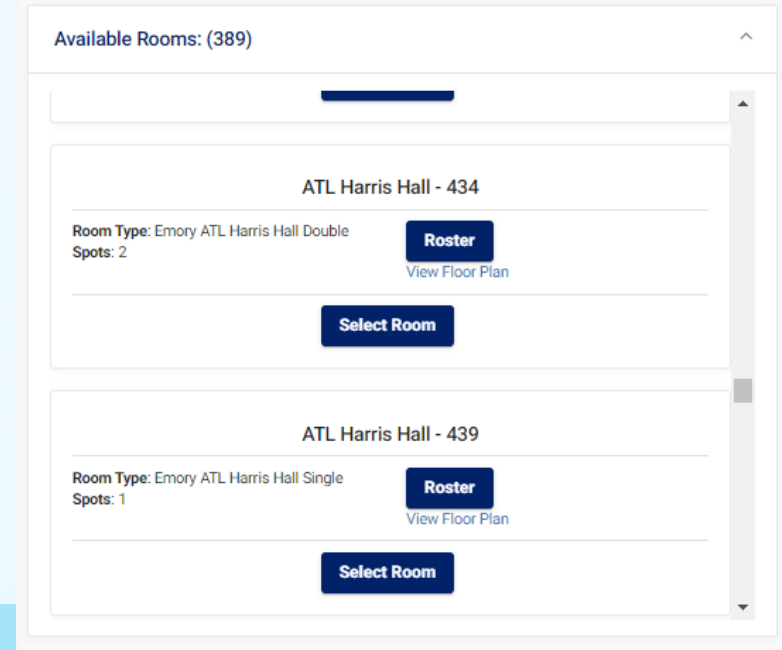 Available Rooms: (389)
ATL Harris Hall - 434
Room Type: Emory ATL Harris Hall Double
Spots: 2
Roster
View Floor Plan
Select Room
ATL Harris Hall - 439
Room Type: Emory ATL Harris Hall Single
Spots: 1
Roster
View Floor Plan
Select Room